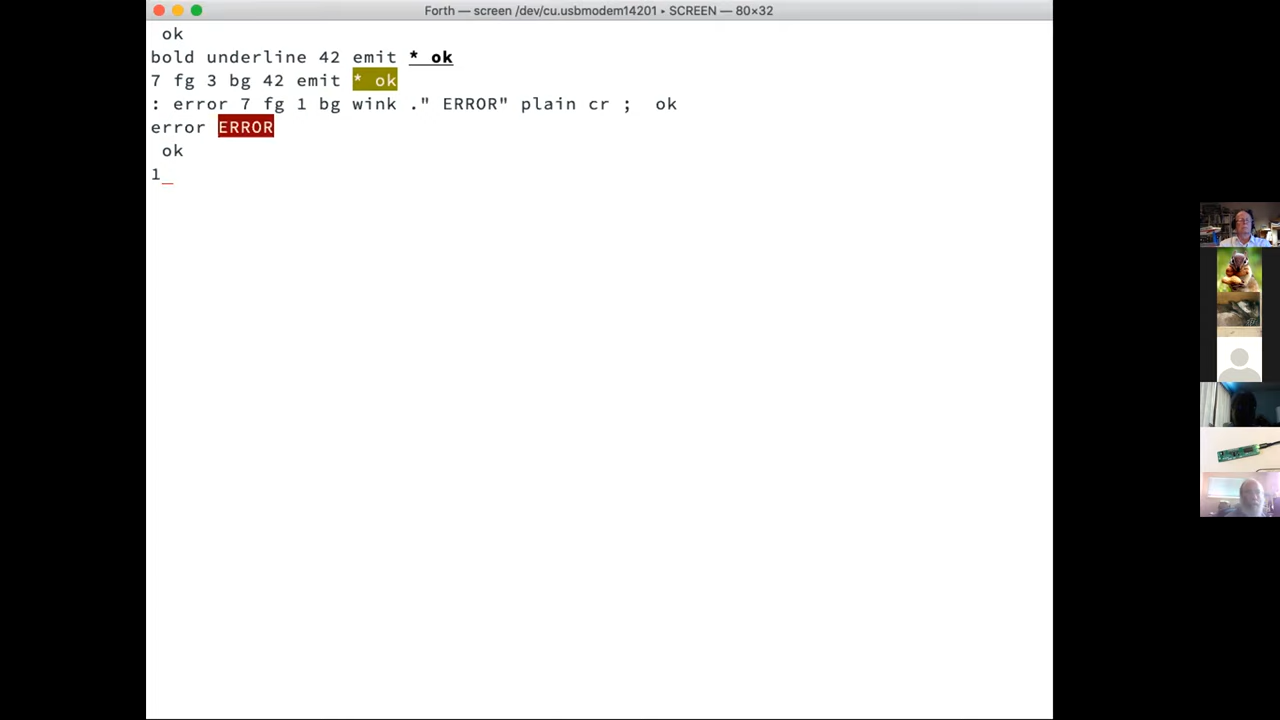 Forth — screen /dev/cu.usbmodem14201 ▸ SCREEN — 80×32
ok
bold underline 42 emit * ok
7 fg 3 bg 42 emit * ok
: error 7 fg 1 bg wink ." ERROR" plain cr ;  ok
error ERROR
ok
l_